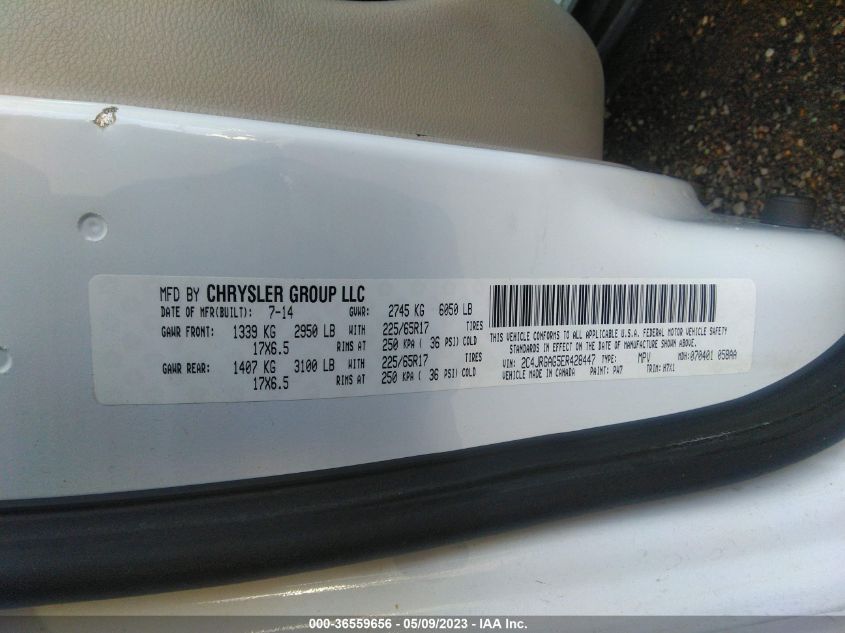 MFD BY CHRYSLER GROUP LLC
DATE OF MFR(BUILT): 7-14 GVWR: 2745 KG 6050 LB
GAWR FRONT: 1339 KG 2950 LB WITH 225/65R17 TIRES
17X6.5 RIMS AT 250 KPA ( 36 PSI) COLD
GAWR REAR: 1407 KG 3100 LB WITH 225/65R17 TIRES
17X6.5 RIMS AT 250 KPA ( 36 PSI) COLD
THIS VEHICLE CONFORMS TO ALL APPLICABLE U.S.A. FEDERAL MOTOR VEHICLE SAFETY
STANDARDS IN EFFECT ON THE DATE OF MANUFACTURE SHOWN ABOVE.
VIN: 2C4JRGAG5ER428447 TYPE: MPV MDH: 070401 058AA
VEHICLE MADE IN CANADA PAINT: PW7 TRIM: H7X1
000-36559656 - 05/09/2023 - IAA Inc.